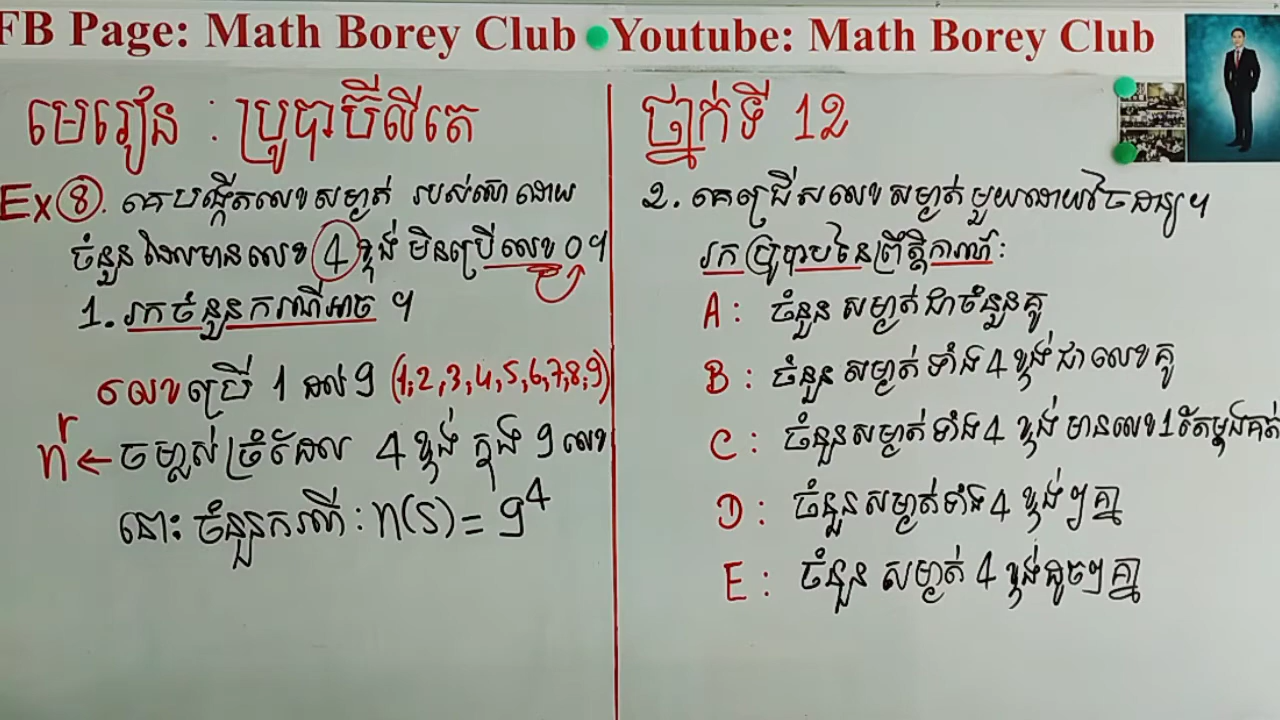 FB Page: Math Borey Club Youtube: Math Borey Club
មេរៀន : ប្រូបាប៊ីលីតេ
Ex 8. គេបង្កើតលេខសម្ងាត់ របស់ ដោយ
ចំនួន ដែលមានលេខ 4 ខ្ទង់ មិនប្រើលេខ 0 ។
1. រកចំនួនករណីអាច ។
លេខប្រើ 1 ដល់ 9 (1,2,3,4,5,6,7,8,9)
n^r ← ចម្លាស់ច្រំដែល 4 ខ្ទង់ ក្នុង 9 លេខ
នោះ ចំនួនករណី : n(S) = 9^4
ថ្នាក់ទី 12
2. គេជ្រើសលេខសម្ងាត់មួយដោយចៃដន្យ ។
រកប្រូបាបនៃព្រឹត្តិការណ៍ :
A : ចំនួនសម្ងាត់ជាចំនួនគូ
B : ចំនួនសម្ងាត់ទាំង 4 ខ្ទង់ជាលេខគូ
C : ចំនួនសម្ងាត់ទាំង 4 ខ្ទង់ មានលេខ 1 តែម្ដងគត់
D : ចំនួនសម្ងាត់ទាំង 4 ខ្ទង់ៗគ្នា
E : ចំនួនសម្ងាត់ 4 ខ្ទង់ដូចៗគ្នា